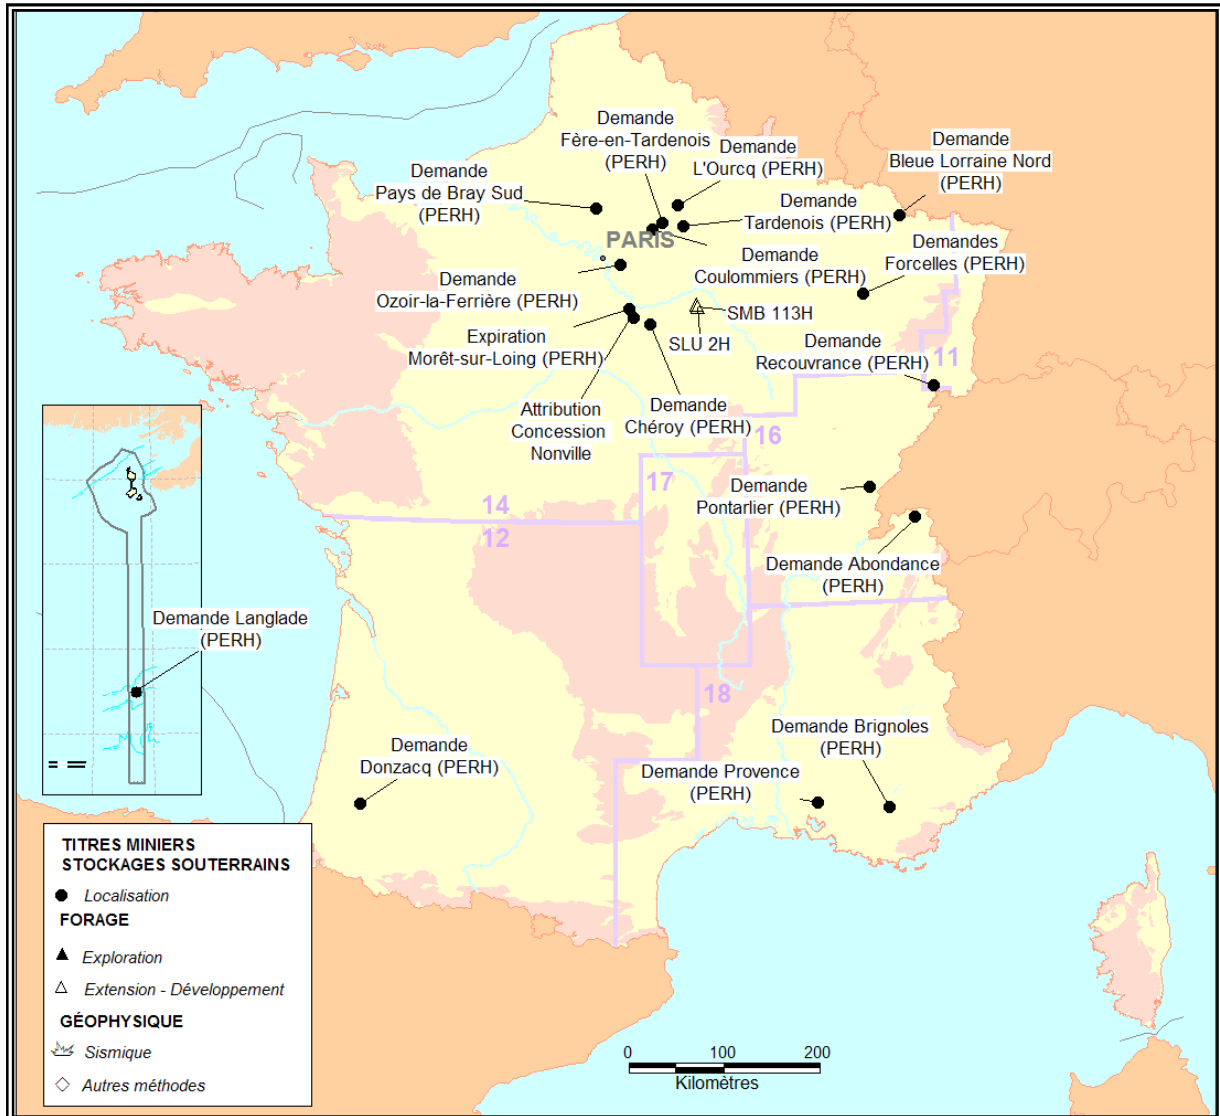 Demande
Fère-en-Tardenois
(PERH)
Demande
L'Ourcq (PERH)
Demande
Bleue Lorraine Nord
(PERH)
Demande
Pays de Bray Sud
(PERH)
Demande
Tardenois (PERH)
PARIS
Demandes
Forcelles (PERH)
Demande
Coulommiers (PERH)
Demande
Ozoir-la-Ferrière (PERH)
SMB 113H
SLU 2H
Expiration
Morêt-sur-Loing (PERH)
Demande
Recouvrance (PERH)
11
Attribution
Concession
Nonville
Demande
Chéroy (PERH)
16
17
Demande
Pontarlier (PERH)
14
12
Demande Abondance
(PERH)
Demande Langlade
(PERH)
18
Demande Brignoles
(PERH)
Demande
Donzacq (PERH)
Demande Provence
(PERH)
TITRES MINIERS
STOCKAGES SOUTERRAINS
Localisation
FORAGE
Exploration
Extension - Développement
GÉOPHYSIQUE
Sismique
Autres méthodes
0 100 200
Kilomètres